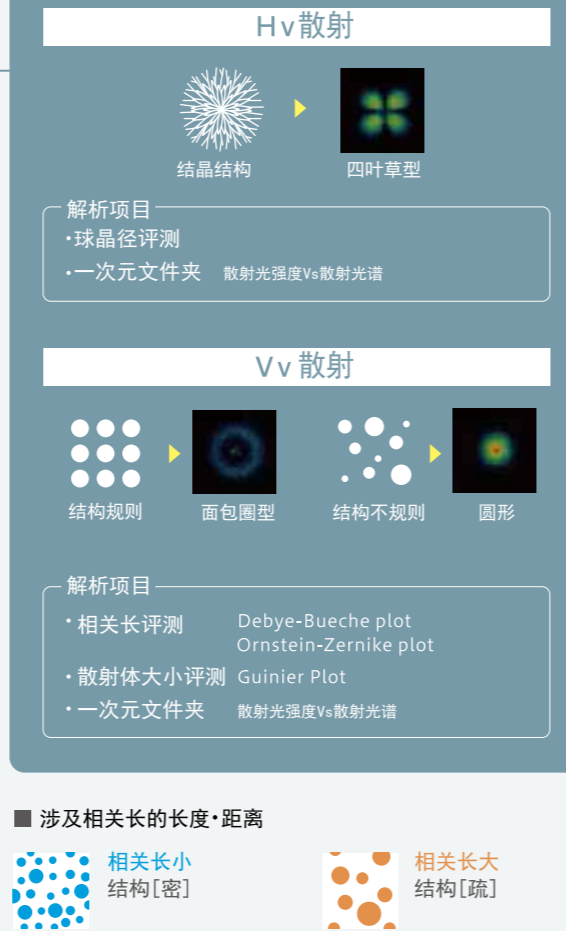 Hv散射
结晶结构
四叶草型
解析项目
·球晶径评测
·一次元文件夹 散射光强度Vs散射光谱
Vv散射
结构规则
面包圈型
结构不规则
圆形
解析项目
·相关长评测 Debye-Bueche plot
Ornstein-Zernike plot
·散射体大小评测 Guinier Plot
·一次元文件夹 散射光强度Vs散射光谱
■ 涉及相关长的长度·距离
相关长小
结构[密]
相关长大
结构[疏]